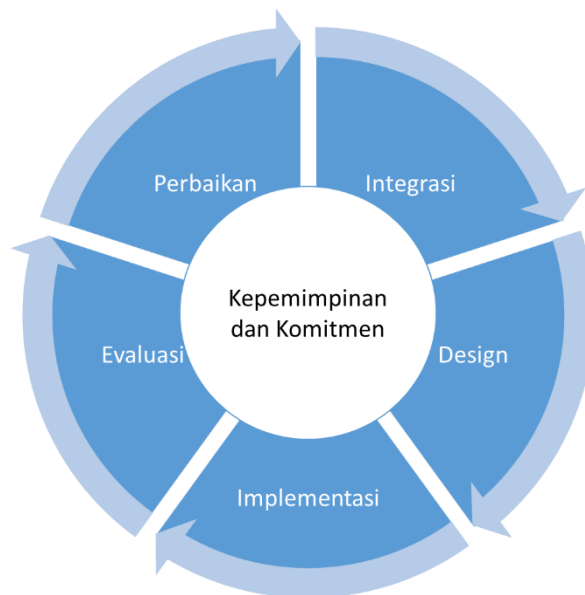 Perbaikan
Integrasi
Kepemimpinan
dan Komitmen
Evaluasi
Design
Implementasi